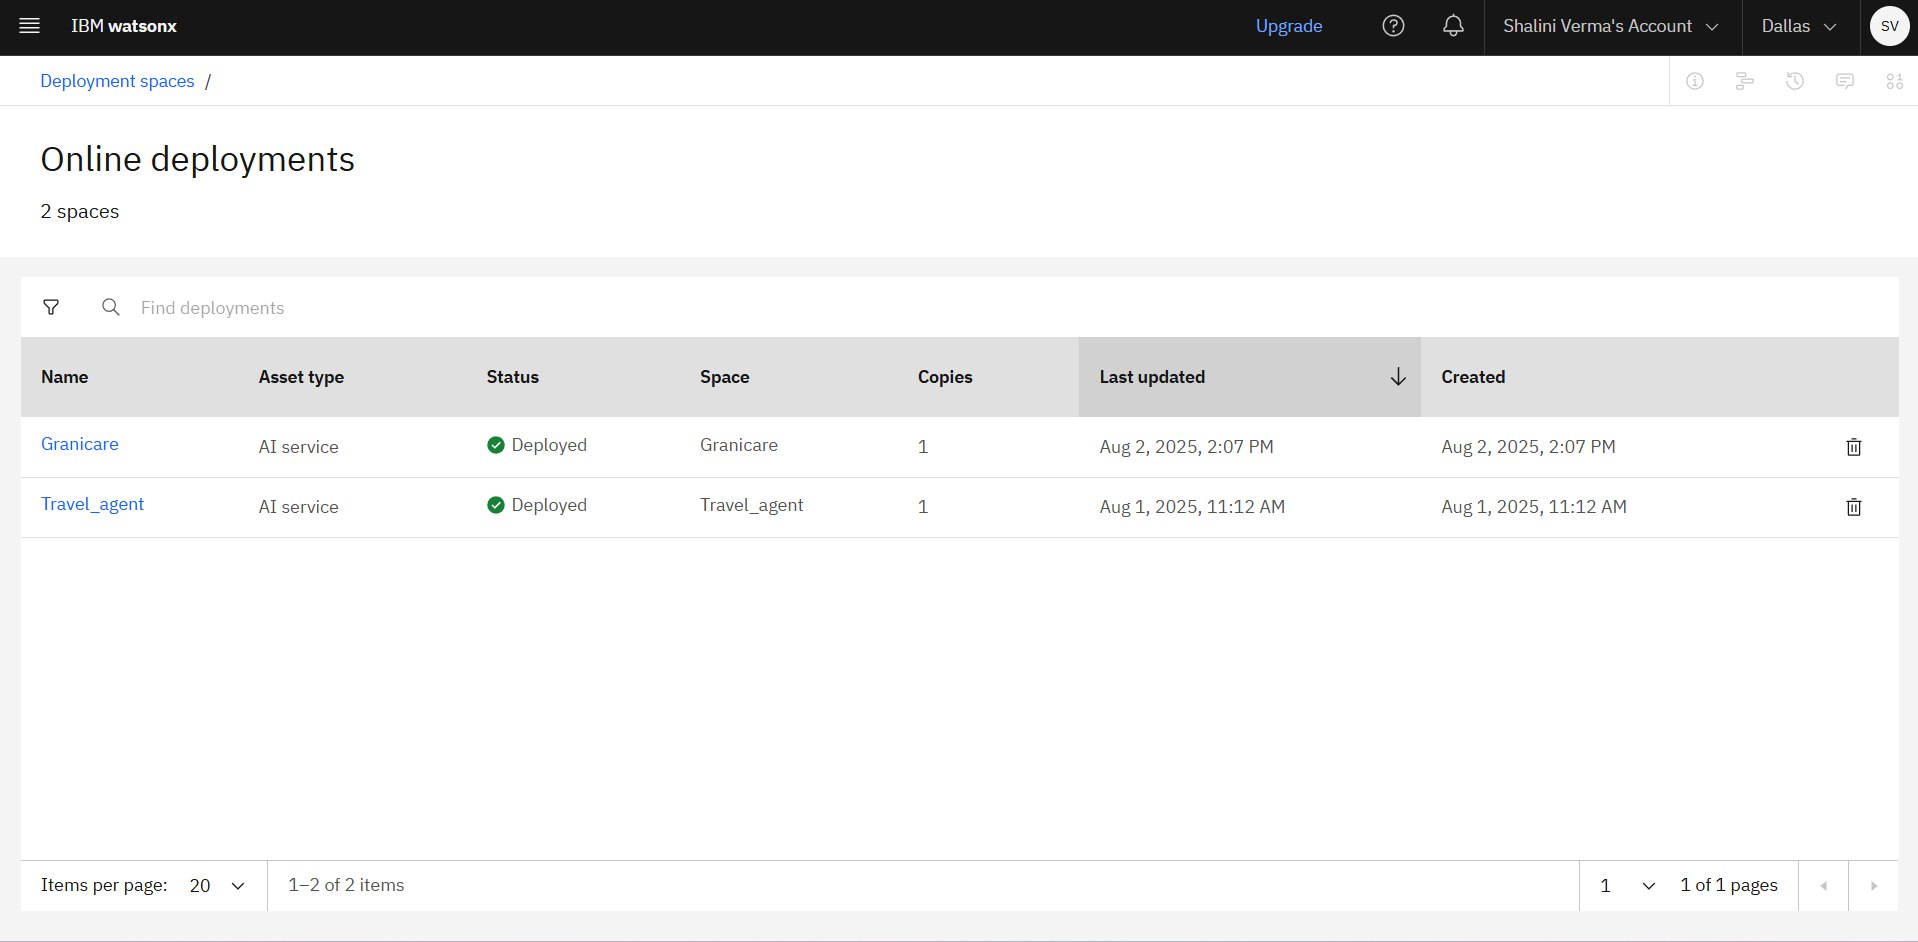 IBM watsonx Upgrade Shalini Verma's Account Dallas SV
Deployment spaces /
Online deployments
2 spaces
Find deployments
Name Asset type Status Space Copies Last updated Created
Granicare AI service Deployed Granicare 1 Aug 2, 2025, 2:07 PM Aug 2, 2025, 2:07 PM
Travel_agent AI service Deployed Travel_agent 1 Aug 1, 2025, 11:12 AM Aug 1, 2025, 11:12 AM
Items per page: 20 1–2 of 2 items 1 1 of 1 pages